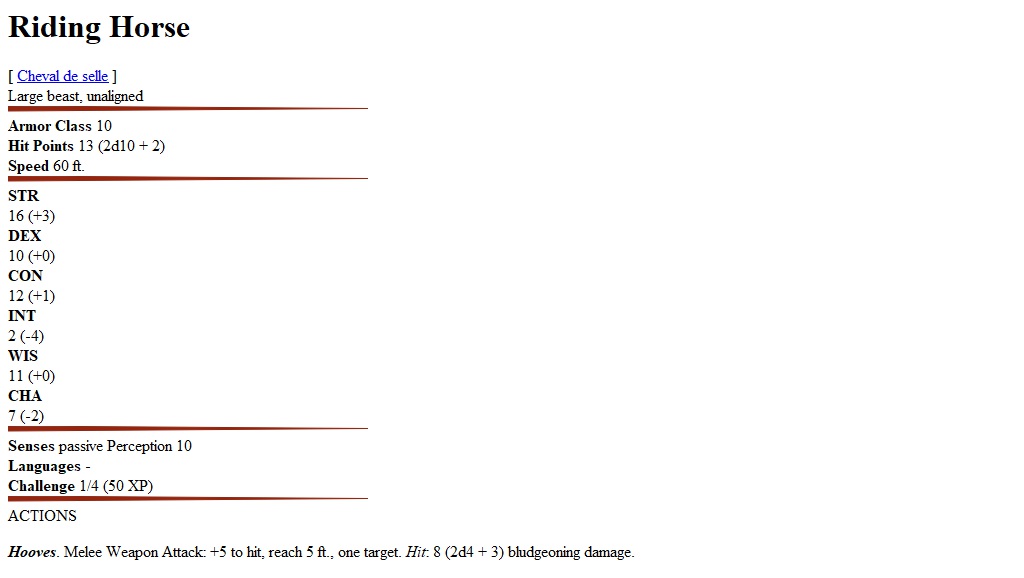 Riding Horse
[ Cheval de selle ]
Large beast, unaligned
Armor Class 10
Hit Points 13 (2d10 + 2)
Speed 60 ft.
STR
16 (+3)
DEX
10 (+0)
CON
12 (+1)
INT
2 (-4)
WIS
11 (+0)
CHA
7 (-2)
Senses passive Perception 10
Languages -
Challenge 1/4 (50 XP)
ACTIONS
Hooves. Melee Weapon Attack: +5 to hit, reach 5 ft., one target. Hit: 8 (2d4 + 3) bludgeoning damage.